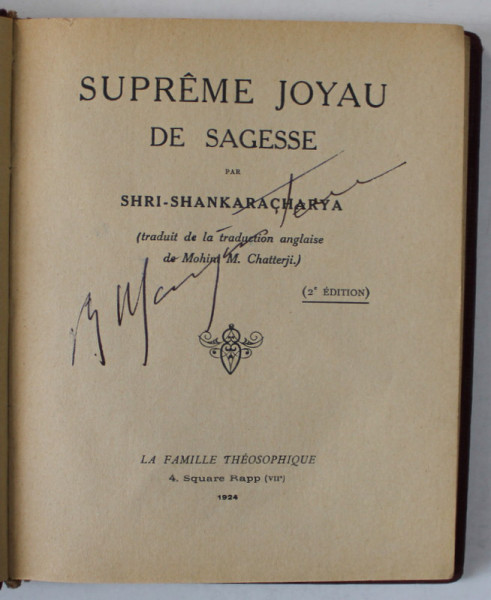 SUPRÊME JOYAU
DE SAGESSE
PAR
SHRI-SHANKARAÇHARYA
(traduit de la traduction anglaise
de Mohini M. Chatterji.)
(2e ÉDITION)
LA FAMILLE THÉOSOPHIQUE
4, Square Rapp (VIIe)
1924